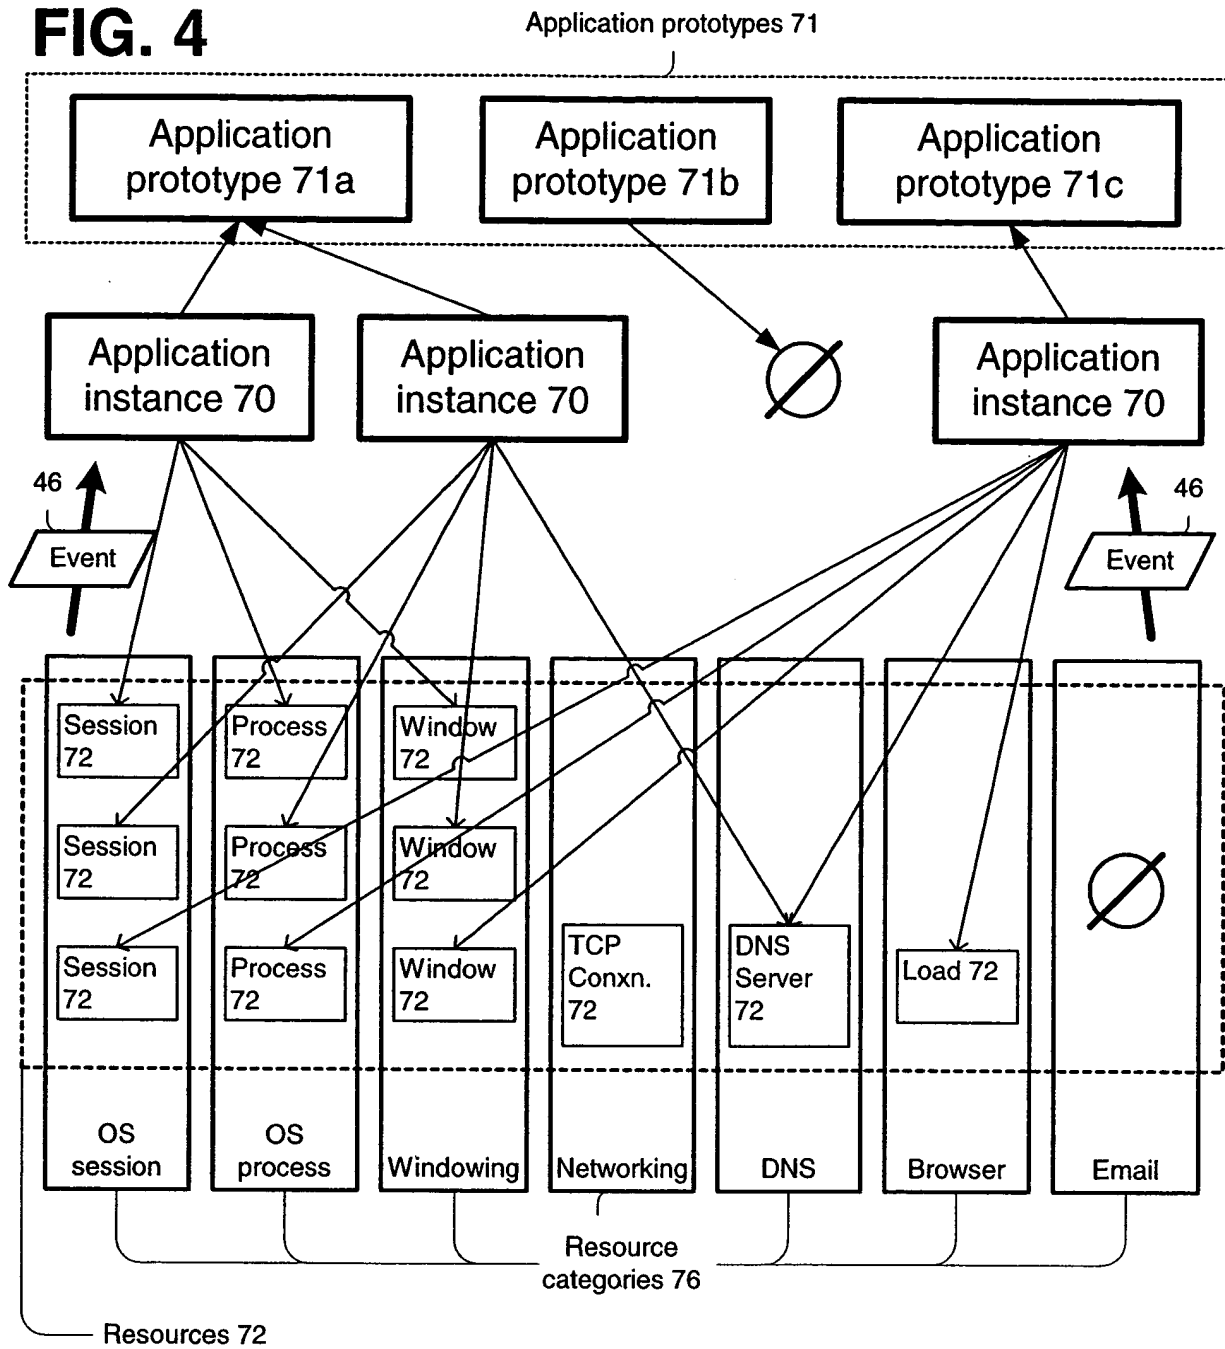 FIG. 4
Application prototypes 71
Application
prototype 71a
Application
prototype 71b
Application
prototype 71c
Application
instance 70
Application
instance 70
Application
instance 70
46
Event
46
Event
Session
72
Process
72
Window
72
Session
72
Process
72
Window
72
Session
72
Process
72
Window
72
TCP
Conxn.
72
DNS
Server
72
Load 72
OS
session
OS
process
Windowing
Networking
DNS
Browser
Email
Resource
categories 76
Resources 72